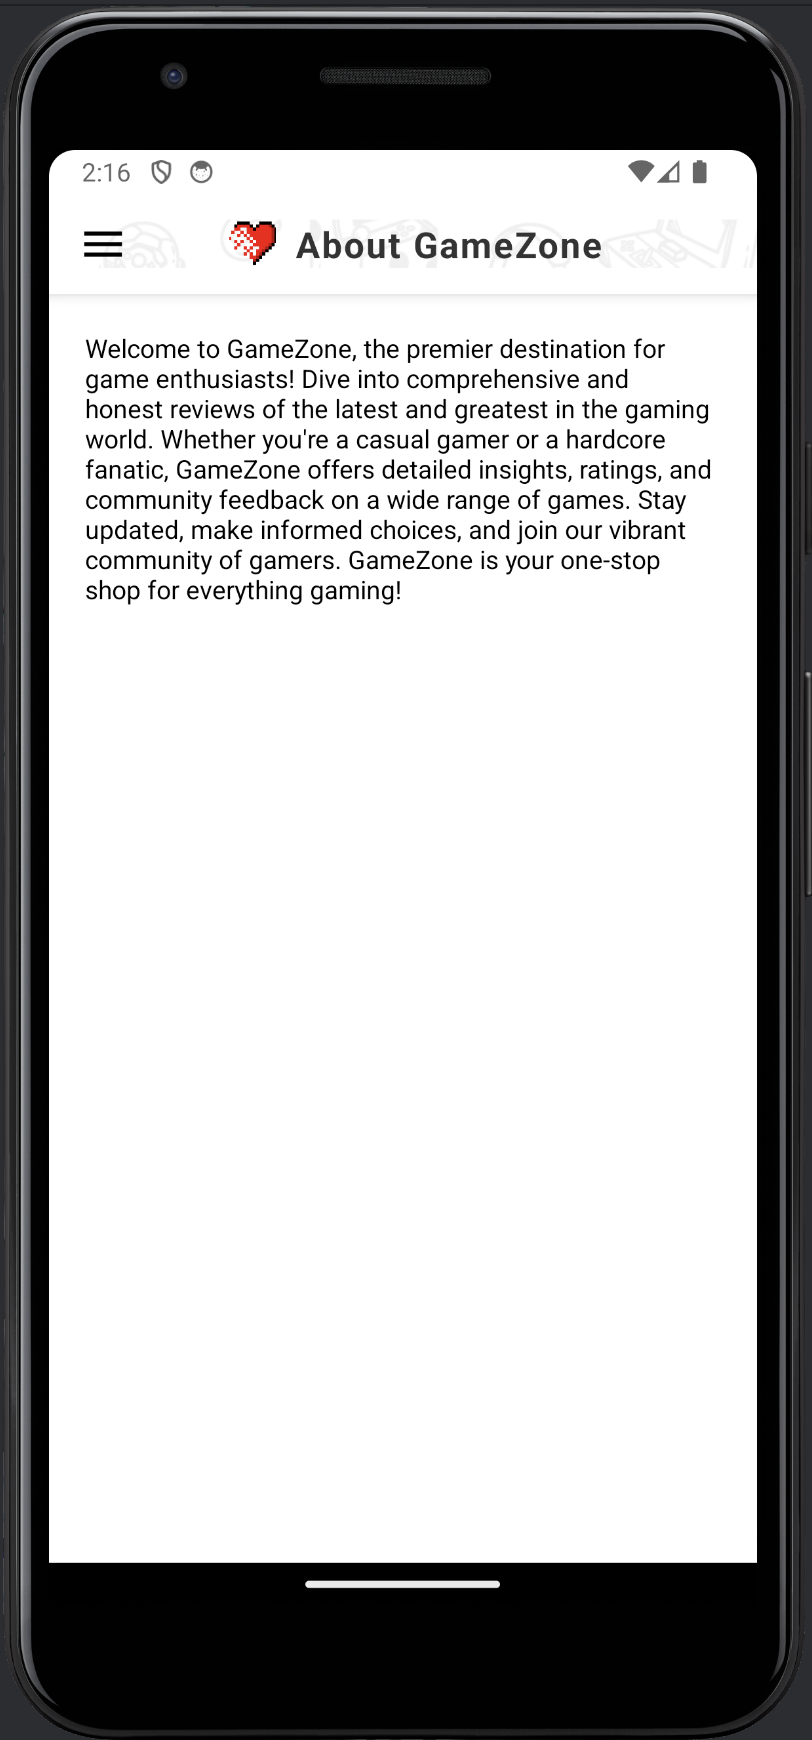 2:16
About GameZone
Welcome to GameZone, the premier destination for
game enthusiasts! Dive into comprehensive and
honest reviews of the latest and greatest in the gaming
world. Whether you're a casual gamer or a hardcore
fanatic, GameZone offers detailed insights, ratings, and
community feedback on a wide range of games. Stay
updated, make informed choices, and join our vibrant
community of gamers. GameZone is your one-stop
shop for everything gaming!